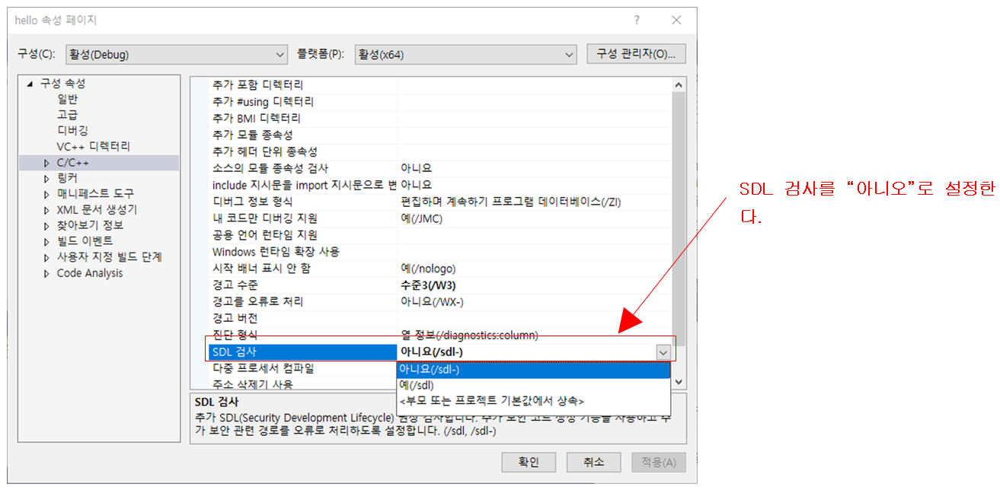 hello 속성 페이지
구성(C): 활성(Debug) 플랫폼(P): 활성(x64) 구성 관리자(O)...
구성 속성
일반
고급
디버깅
VC++ 디렉터리
C/C++
링커
매니페스트 도구
XML 문서 생성기
찾아보기 정보
빌드 이벤트
사용자 지정 빌드 단계
Code Analysis
추가 포함 디렉터리
추가 #using 디렉터리
추가 BMI 디렉터리
추가 모듈 종속성
추가 헤더 단위 종속성
소스의 모듈 종속성 검사 아니요
include 지시문을 import 지시문으로 변 아니요
디버그 정보 형식 편집하며 계속하기 프로그램 데이터베이스(/ZI)
내 코드만 디버깅 지원 예(/JMC)
공용 언어 런타임 지원
Windows 런타임 확장 사용
시작 배너 표시 안 함 예(/nologo)
경고 수준 수준3(/W3)
경고를 오류로 처리 아니요(/WX-)
경고 버전
진단 형식 열 정보(/diagnostics:column)
SDL 검사 아니요(/sdl-)
다중 프로세서 컴파일 아니요(/sdl-)
주소 삭제기 사용 예(/sdl)
<부모 또는 프로젝트 기본값에서 상속>
SDL 검사
추가 SDL(Security Development Lifecycle) 권장 검사입니다. 추가 보안 코드 생성 기능을 사용하고 추
가 보안 관련 경로를 오류로 처리하도록 설정합니다. (/sdl, /sdl-)
확인 취소 적용(A)
SDL 검사를 “아니오”로 설정한
다.